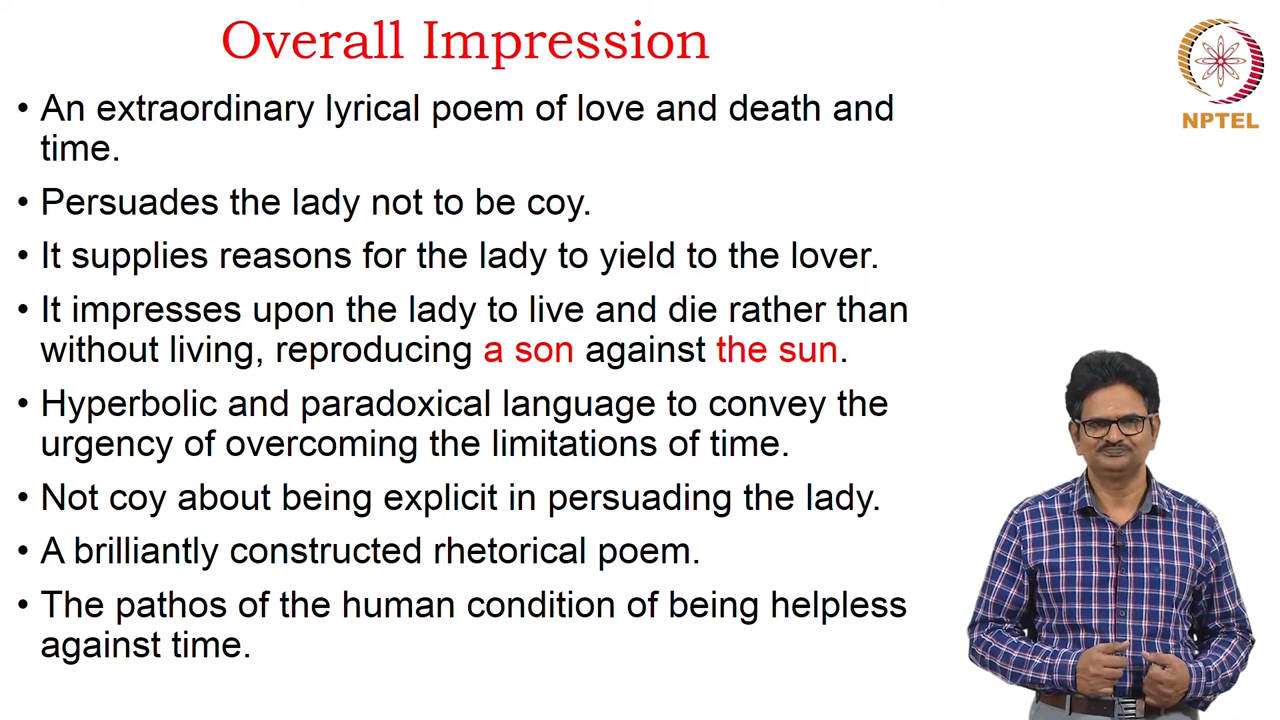 Overall Impression
NPTEL
• An extraordinary lyrical poem of love and death and
time.
• Persuades the lady not to be coy.
• It supplies reasons for the lady to yield to the lover.
• It impresses upon the lady to live and die rather than
without living, reproducing a son against the sun.
• Hyperbolic and paradoxical language to convey the
urgency of overcoming the limitations of time.
• Not coy about being explicit in persuading the lady.
• A brilliantly constructed rhetorical poem.
• The pathos of the human condition of being helpless
against time.